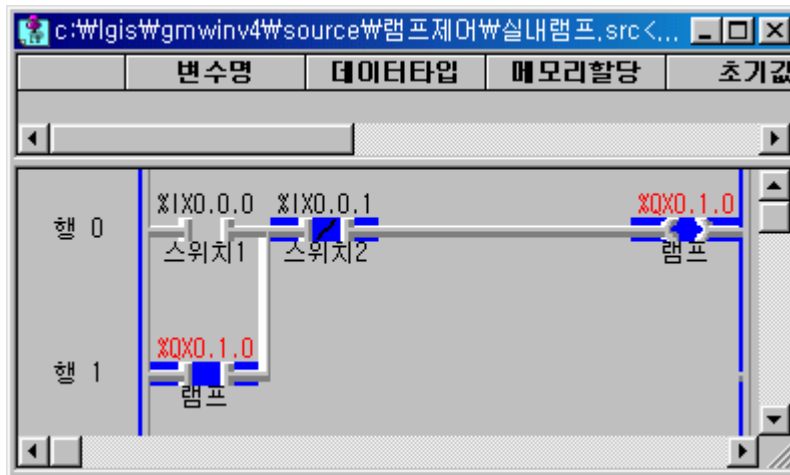 c:₩lgis₩gmwinv4₩source₩램프제어₩실내램프.src<...
변수명 데이터타입 메모리할당 초기값
%IX0.0.0 %IX0.0.1 %QX0.1.0
행 0
스위치1 스위치2 램프
%QX0.1.0
행 1
램프